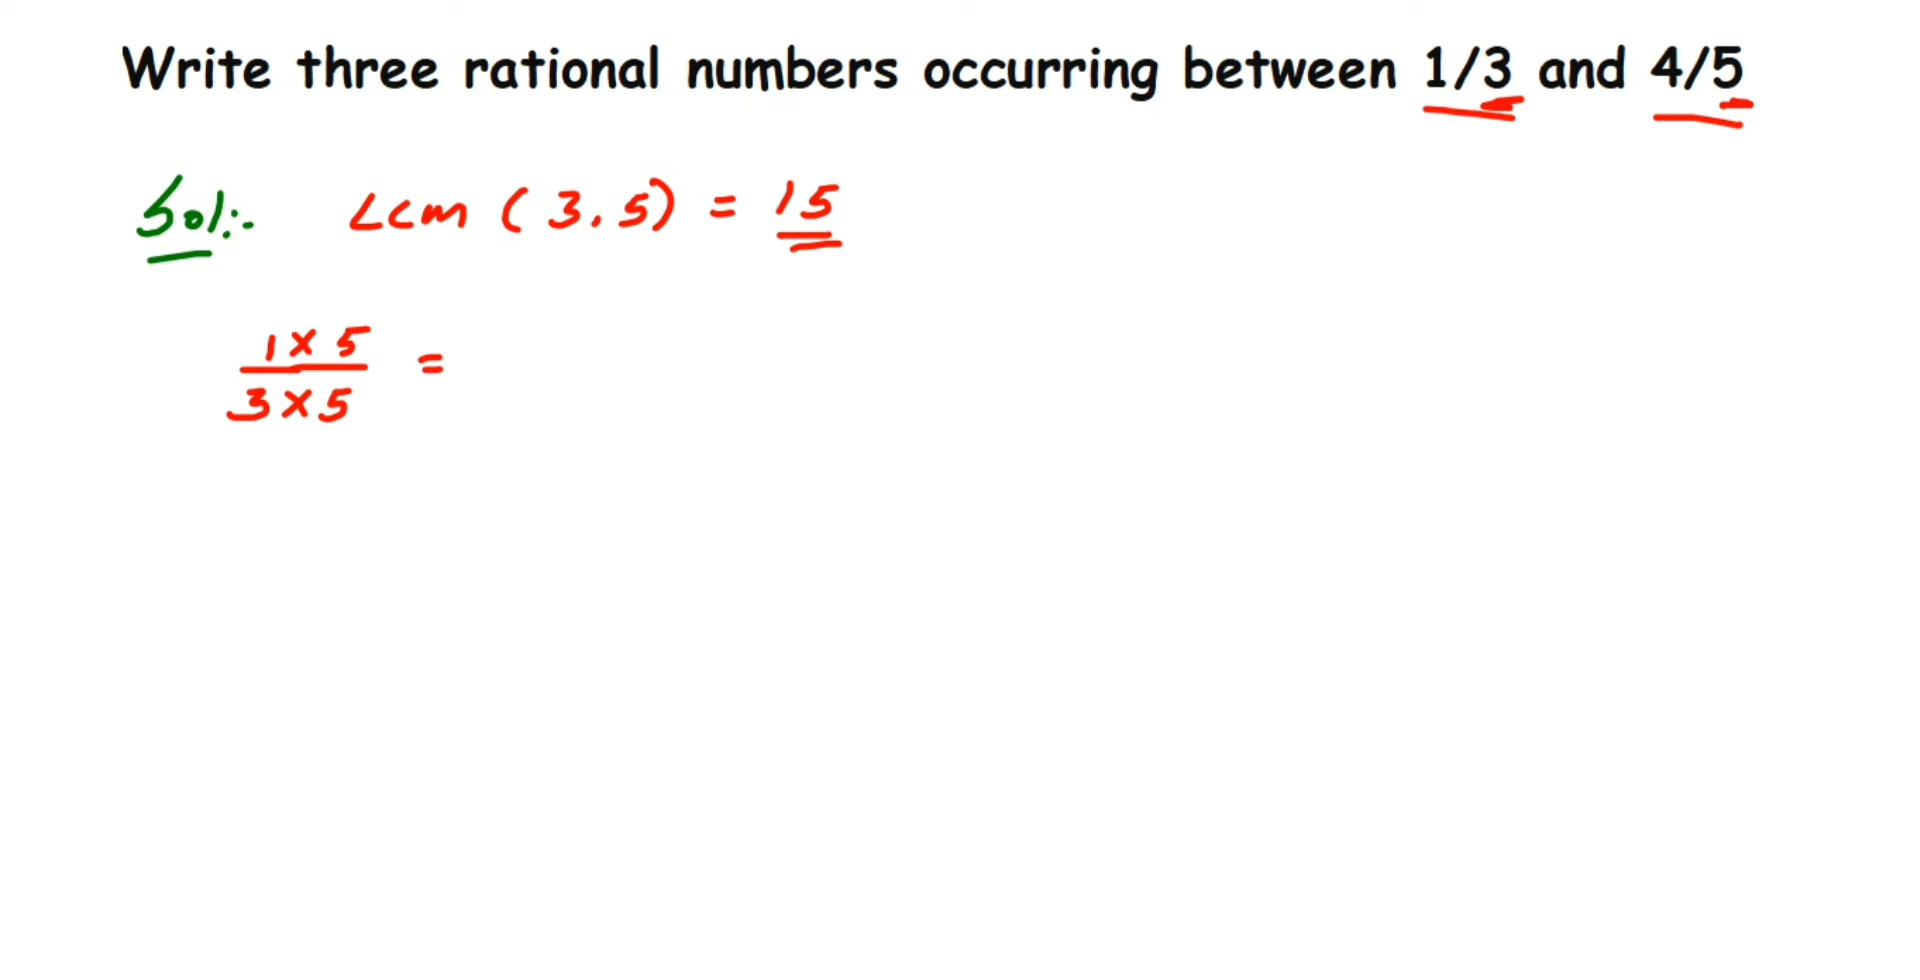 Write three rational numbers occurring between 1/3 and 4/5
Sol:- LCM (3, 5) = 15
1 × 5
3 × 5 =